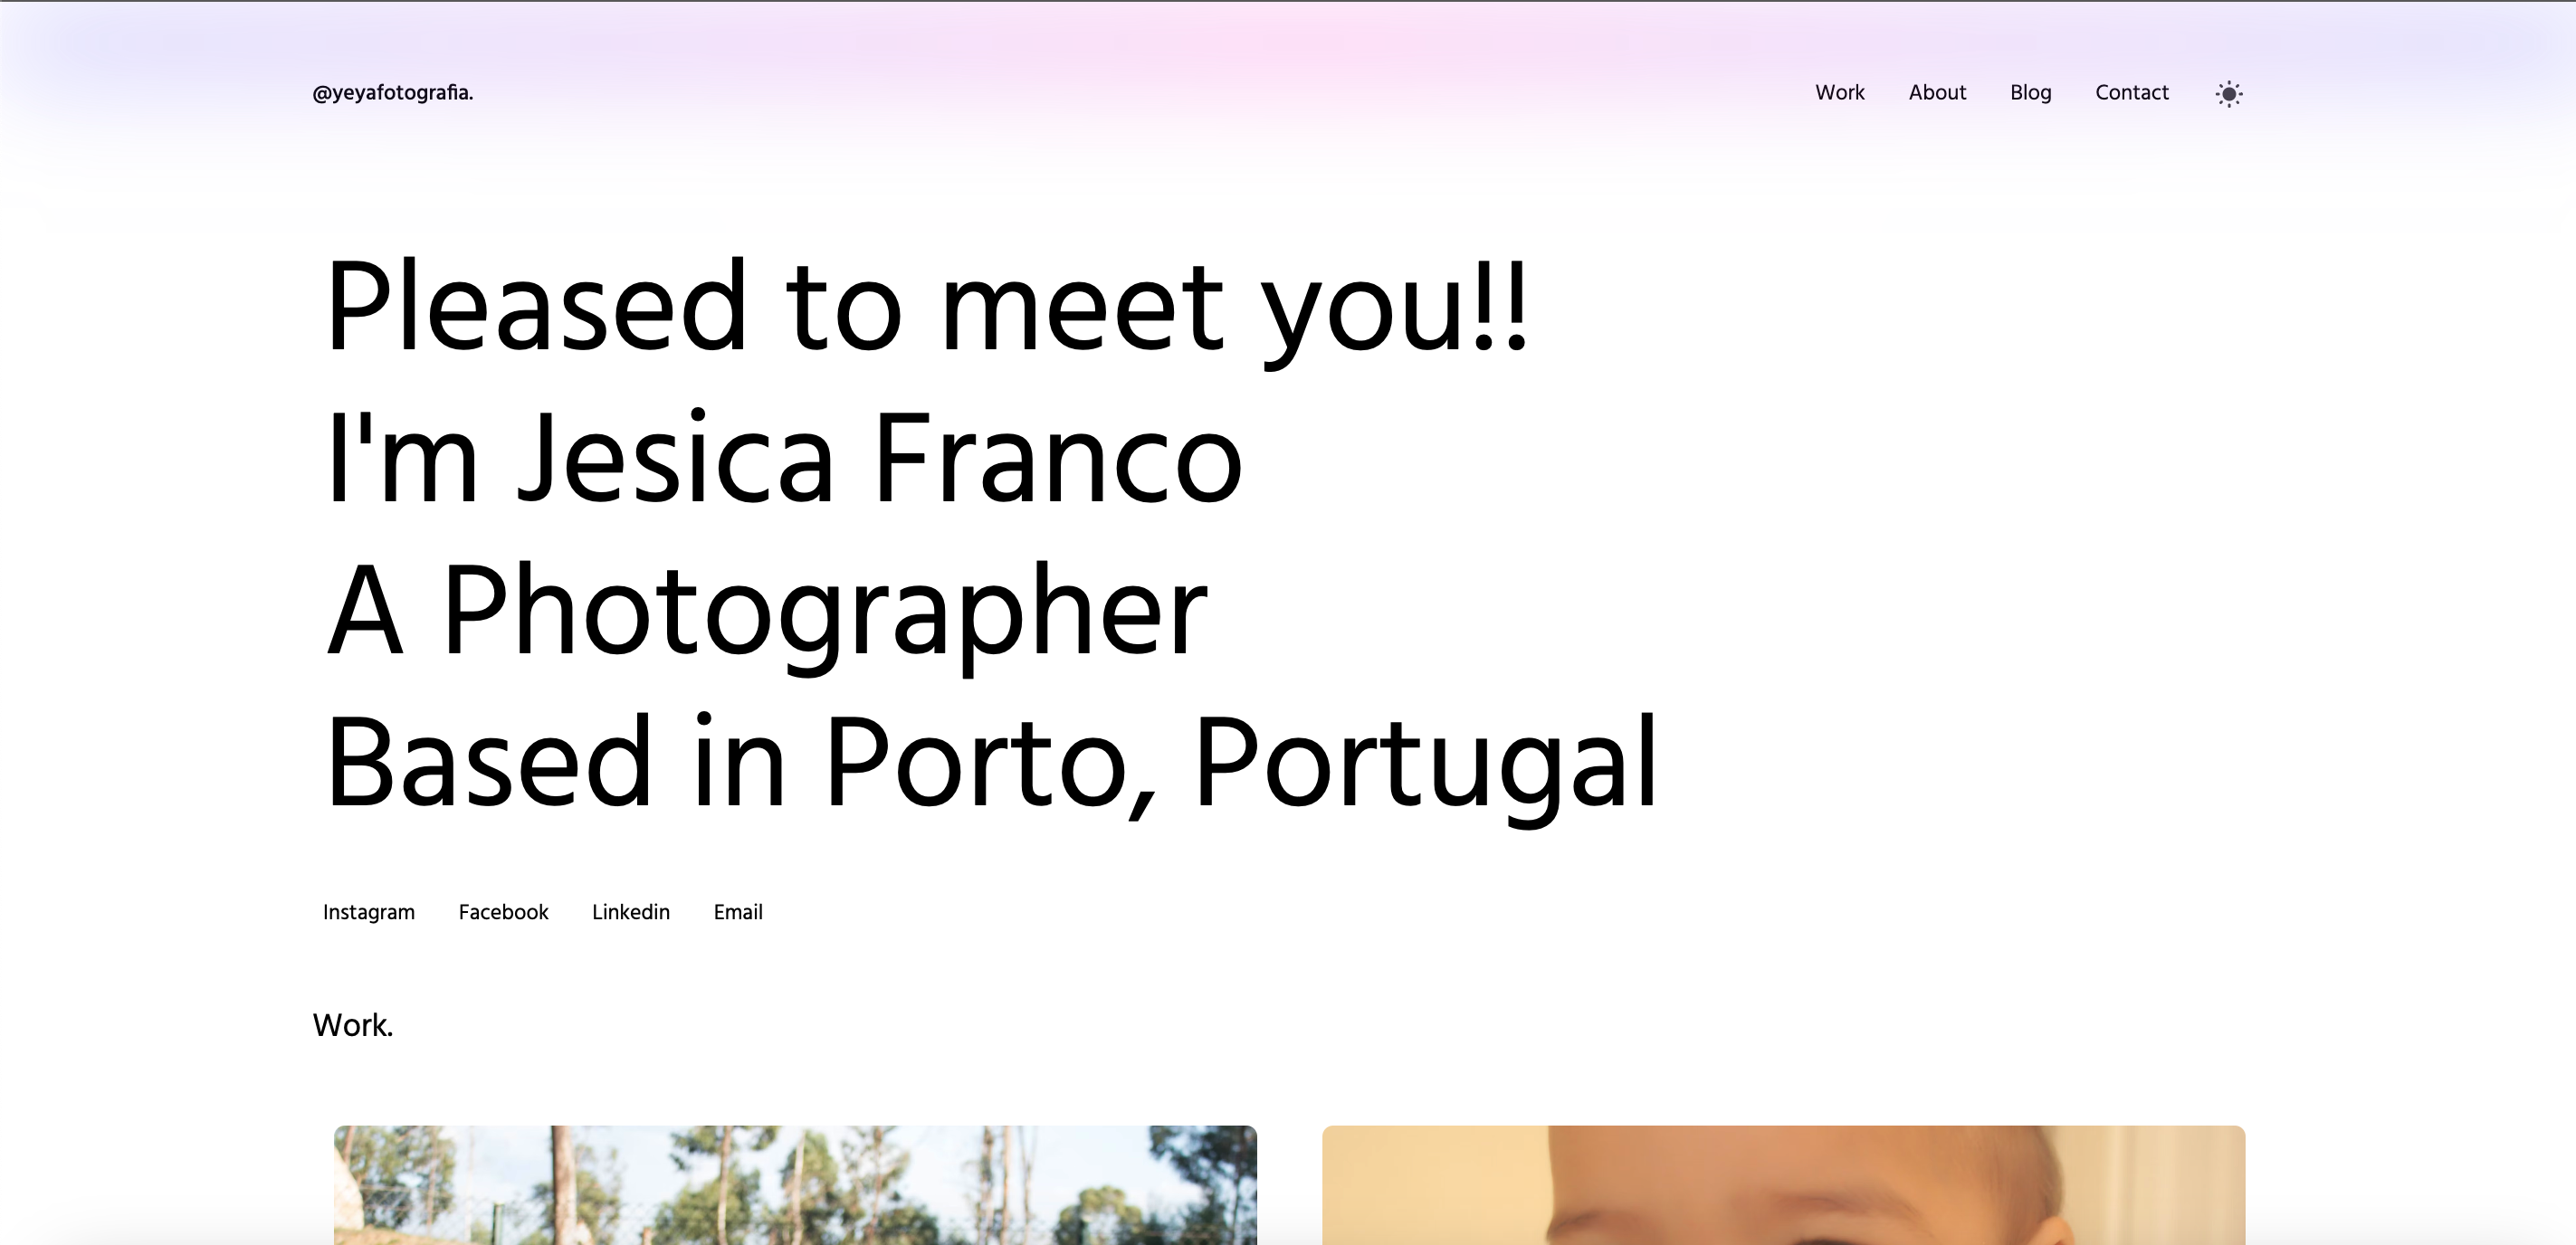 @yeyafotografia.
Work About Blog Contact
Pleased to meet you!!
I'm Jesica Franco
A Photographer
Based in Porto, Portugal
Instagram Facebook Linkedin Email
Work.